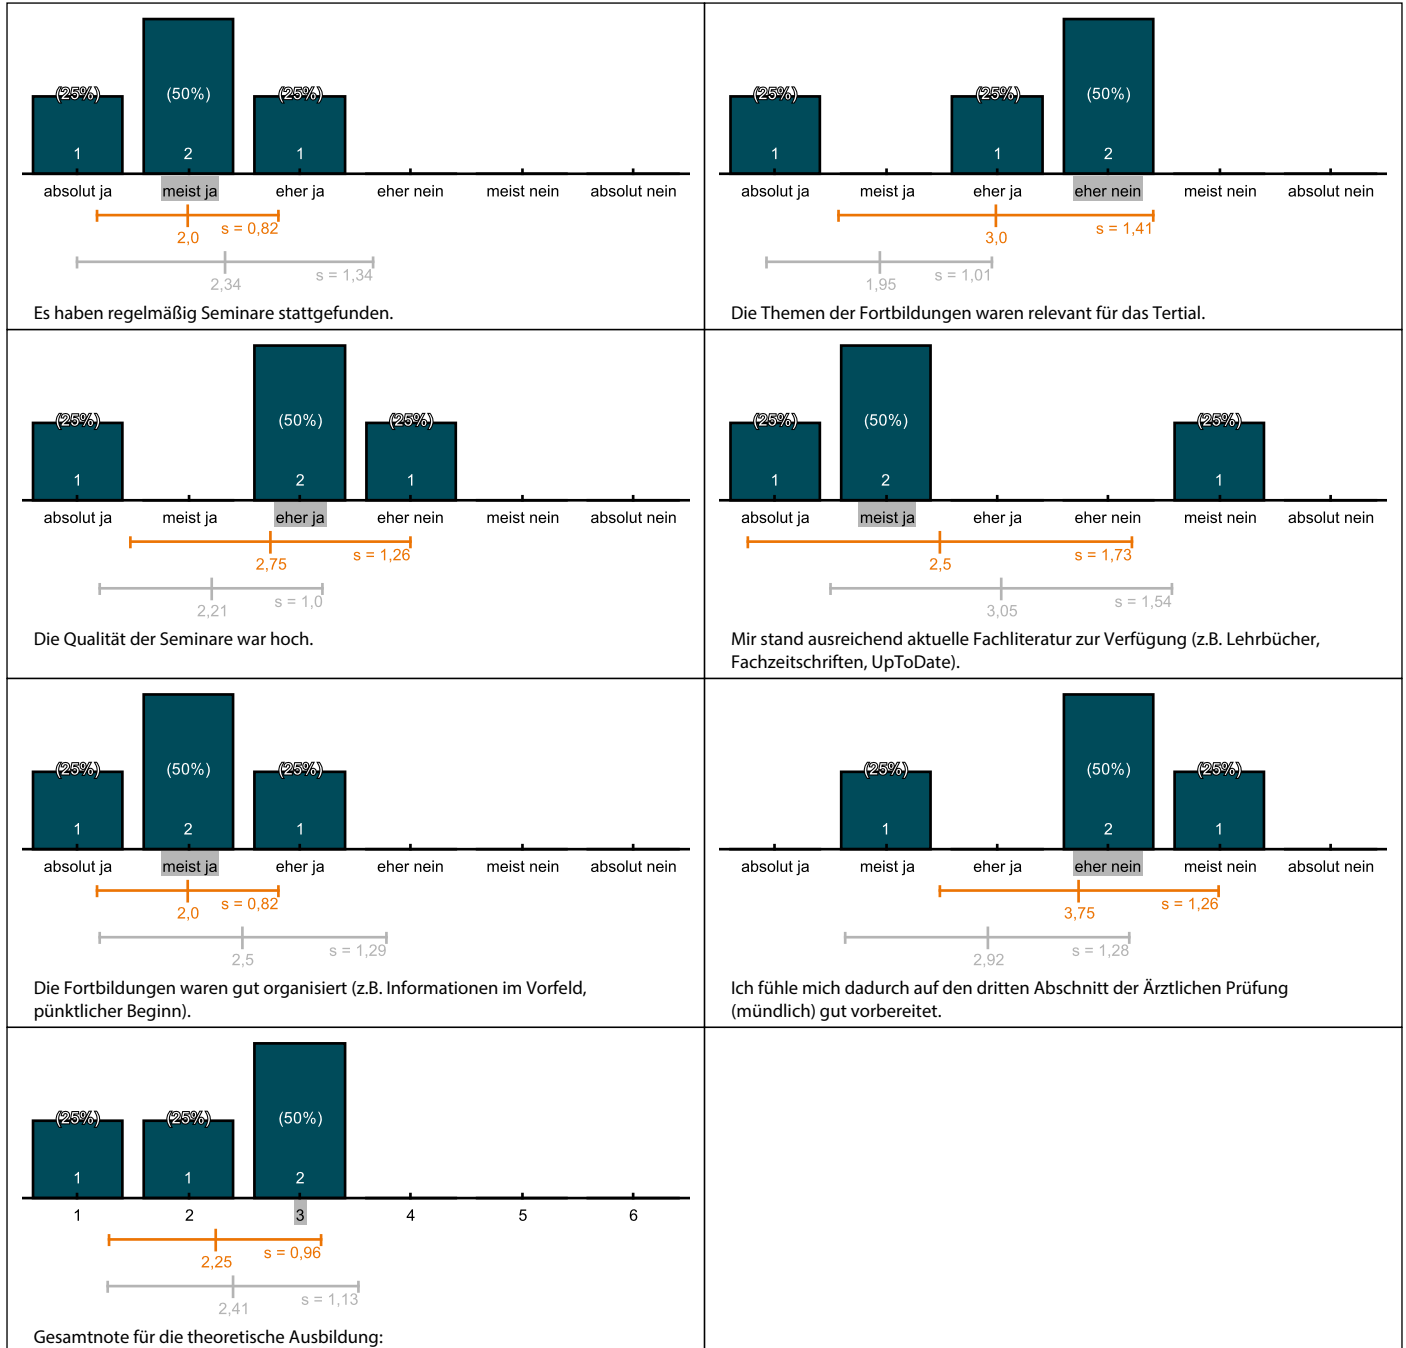 (25%) (50%) (25%)
1 2 1
absolut ja meist ja eher ja eher nein meist nein absolut nein
s = 0,82
2,0
s = 1,34
2,34
Es haben regelmäßig Seminare stattgefunden.
(25%) (25%) (50%)
1 1 2
absolut ja meist ja eher ja eher nein meist nein absolut nein
s = 1,41
3,0
s = 1,01
1,95
Die Themen der Fortbildungen waren relevant für das Tertial.
(25%) (50%) (25%)
1 2 1
absolut ja meist ja eher ja eher nein meist nein absolut nein
s = 1,26
2,75
s = 1,0
2,21
Die Qualität der Seminare war hoch.
(25%) (50%) (25%)
1 2 1
absolut ja meist ja eher ja eher nein meist nein absolut nein
s = 1,73
2,5
s = 1,54
3,05
Mir stand ausreichend aktuelle Fachliteratur zur Verfügung (z.B. Lehrbücher,
Fachzeitschriften, UpToDate).
(25%) (50%) (25%)
1 2 1
absolut ja meist ja eher ja eher nein meist nein absolut nein
s = 0,82
2,0
s = 1,29
2,5
Die Fortbildungen waren gut organisiert (z.B. Informationen im Vorfeld,
pünktlicher Beginn).
(25%) (50%) (25%)
1 2 1
absolut ja meist ja eher ja eher nein meist nein absolut nein
s = 1,26
3,75
s = 1,28
2,92
Ich fühle mich dadurch auf den dritten Abschnitt der Ärztlichen Prüfung
(mündlich) gut vorbereitet.
(25%) (25%) (50%)
1 1 2
1 2 3 4 5 6
s = 0,96
2,25
s = 1,13
2,41
Gesamtnote für die theoretische Ausbildung: